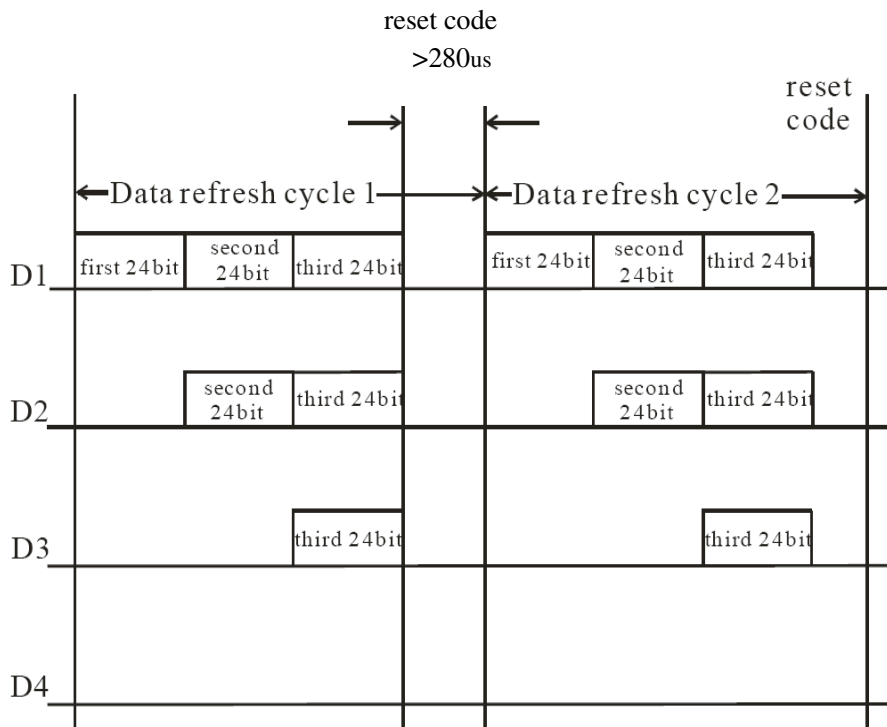 reset code
>280us
reset
code
Data refresh cycle 1
Data refresh cycle 2
D1
first 24bit
second
24bit
third 24bit
first 24bit
second
24bit
third 24bit
D2
second
24bit
third 24bit
second
24bit
third 24bit
D3
third 24bit
third 24bit
D4